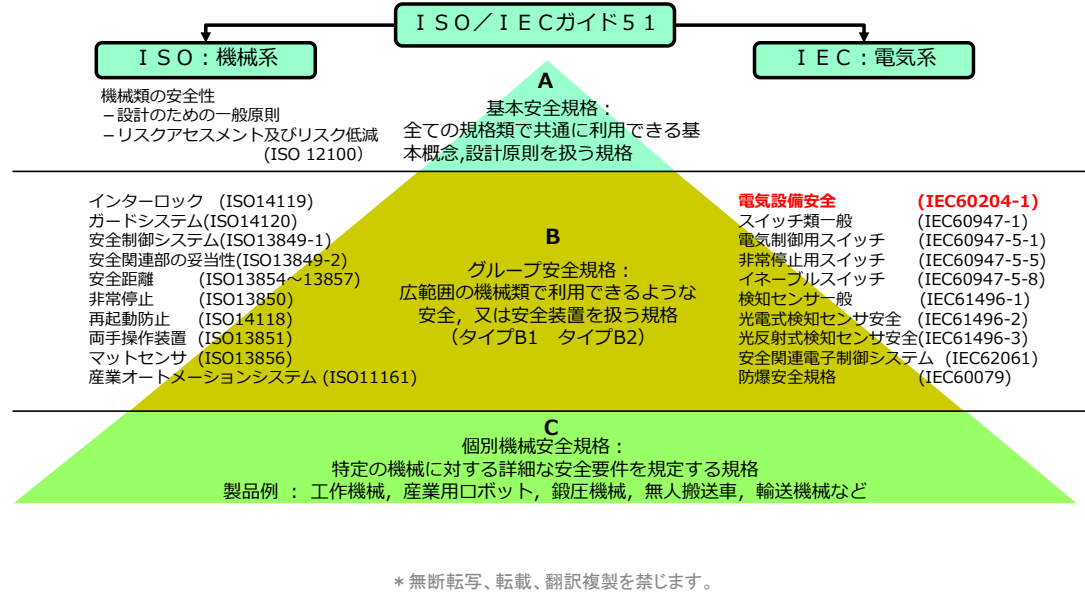 ＩＳＯ／ＩＥＣガイド５１
ＩＳＯ：機械系
ＩＥＣ：電気系
機械類の安全性
－設計のための一般原則
－リスクアセスメント及びリスク低減
(ISO 12100）
A
基本安全規格：
全ての規格類で共通に利用できる基
本概念,設計原則を扱う規格
インターロック (ISO14119)
ガードシステム(ISO14120)
安全制御システム(ISO13849-1)
安全関連部の妥当性(ISO13849-2)
安全距離 (ISO13854～13857)
非常停止 (ISO13850)
再起動防止 (ISO14118)
両手操作装置 (ISO13851)
マットセンサ (ISO13856)
産業オートメーションシステム (ISO11161)
B
グループ安全規格：
広範囲の機械類で利用できるような
安全，又は安全装置を扱う規格
（タイプB1　タイプB2）
電気設備安全 (IEC60204-1)
スイッチ類一般 (IEC60947-1)
電気制御用スイッチ (IEC60947-5-1)
非常停止用スイッチ (IEC60947-5-5)
イネーブルスイッチ (IEC60947-5-8)
検知センサ一般 (IEC61496-1)
光電式検知センサ安全 (IEC61496-2)
光反射式検知センサ安全(IEC61496-3)
安全関連電子制御システム (IEC62061)
防爆安全規格 (IEC60079)
C
個別機械安全規格：
特定の機械に対する詳細な安全要件を規定する規格
製品例 ： 工作機械，産業用ロボット，鍛圧機械，無人搬送車，輸送機械など
＊無断転写、転載、翻訳複製を禁じます。